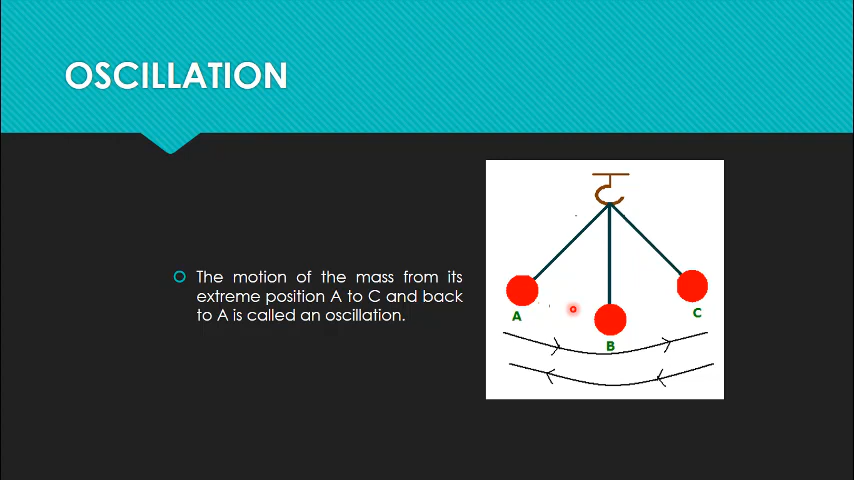 OSCILLATION
The motion of the mass from its
extreme position A to C and back
to A is called an oscillation.
A
B
C